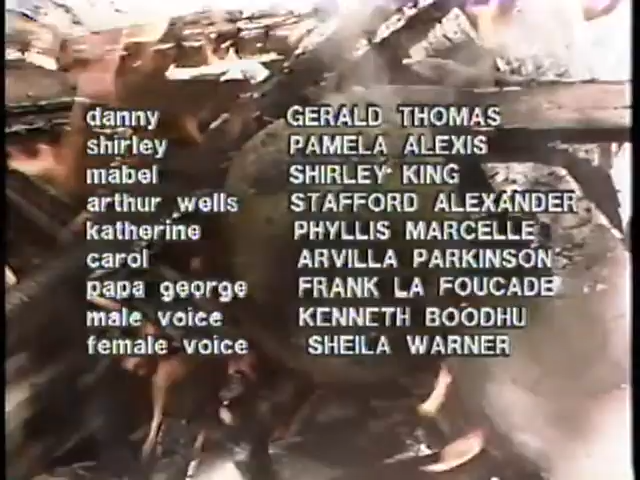 danny GERALD THOMAS
shirley PAMELA ALEXIS
mabel SHIRLEY KING
arthur wells STAFFORD ALEXANDER
katherine PHYLLIS MARCELLE
carol ARVILLA PARKINSON
papa george FRANK LA FOUCADE
male voice KENNETH BOODHU
female voice SHEILA WARNER